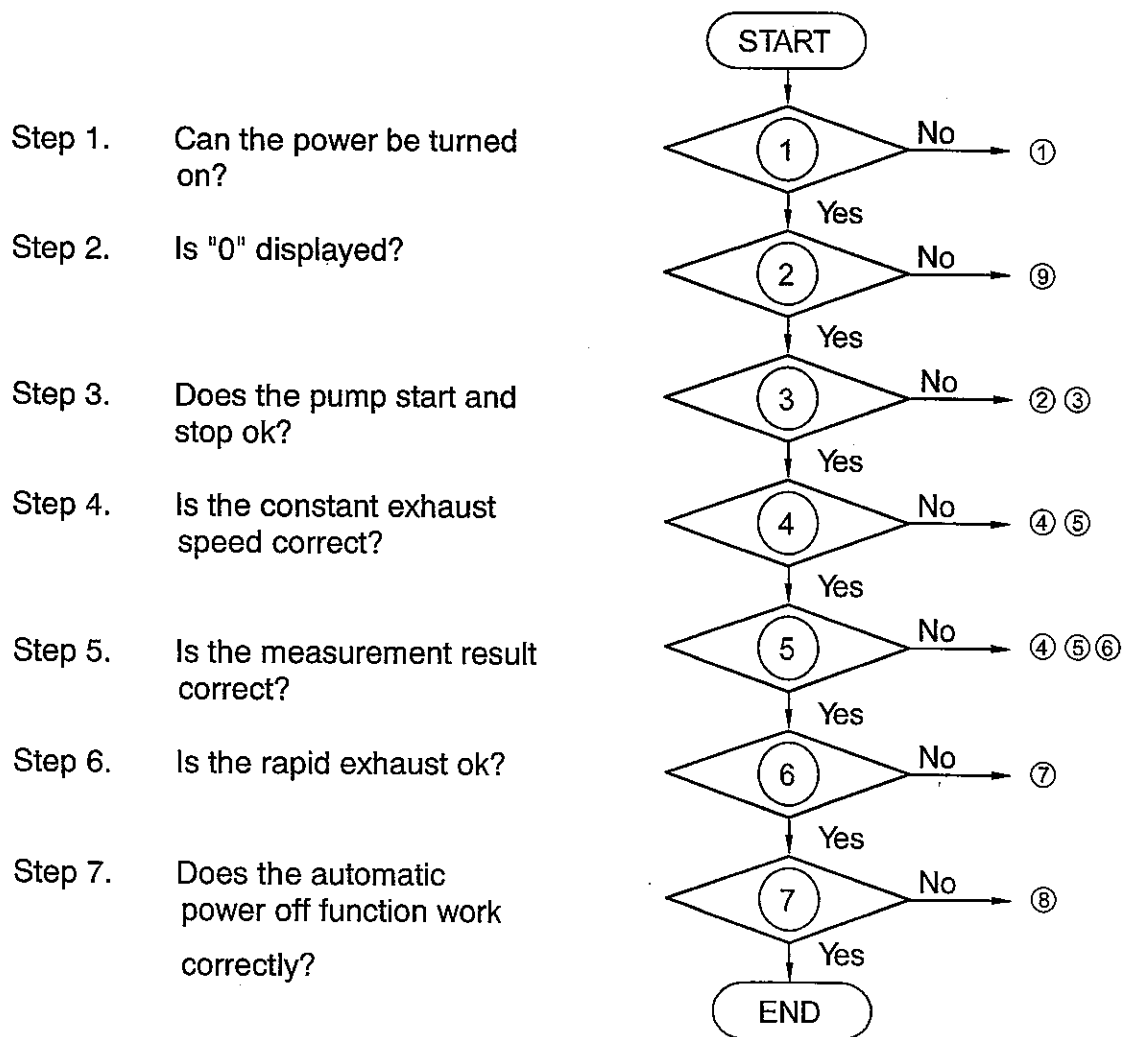 START
Step 1. Can the power be turned
on?
1 No ①
Yes
Step 2. Is "0" displayed?
2 No ⑨
Yes
Step 3. Does the pump start and
stop ok?
3 No ② ③
Yes
Step 4. Is the constant exhaust
speed correct?
4 No ④ ⑤
Yes
Step 5. Is the measurement result
correct?
5 No ④ ⑤ ⑥
Yes
Step 6. Is the rapid exhaust ok?
6 No ⑦
Yes
Step 7. Does the automatic
power off function work
correctly?
7 No ⑧
Yes
END